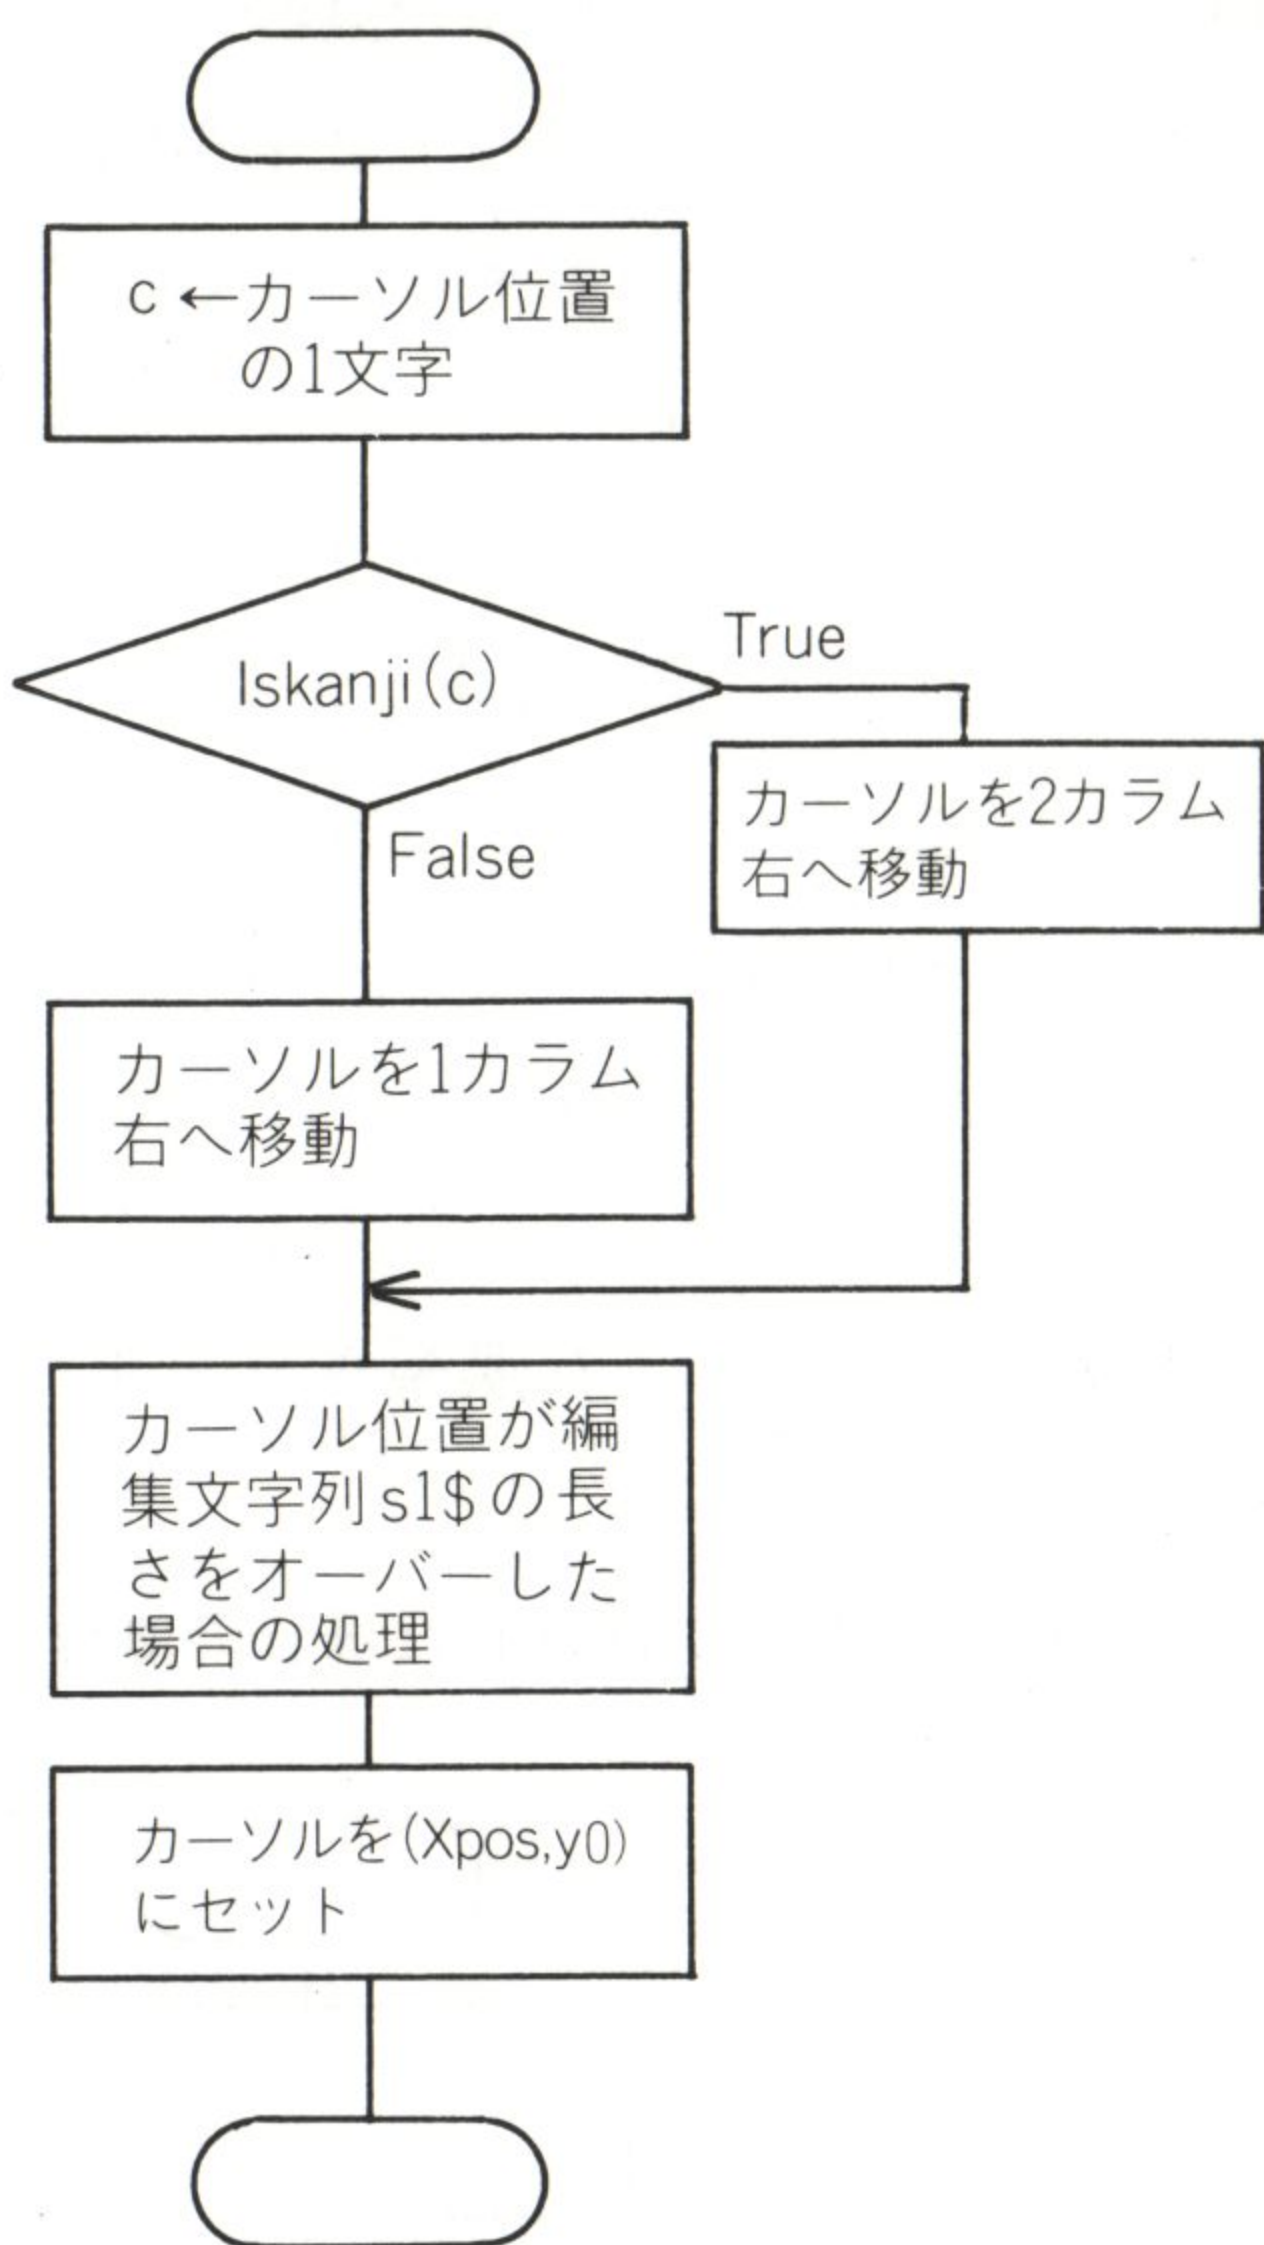 c←カーソル位置
の1文字
Iskanji(c)
True
カーソルを2カラム
右へ移動
False
カーソルを1カラム
右へ移動
カーソル位置が編
集文字列s1$の長
さをオーバーした
場合の処理
カーソルを(Xpos,y0)
にセット